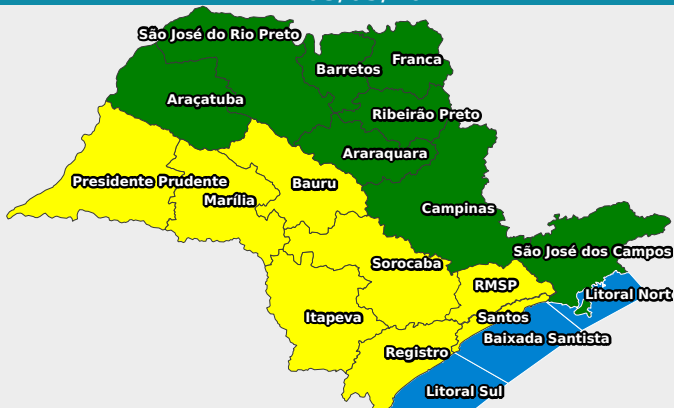 São José do Rio Preto
Franca
Barretos
Araçatuba
Ribeirão Preto
Araraquara
Presidente Prudente
Bauru
Marília
Campinas
São José dos Campos
Sorocaba
RMSP
Litoral Nort
Itapeva
Santos
Baixada Santista
Registro
Litoral Sul